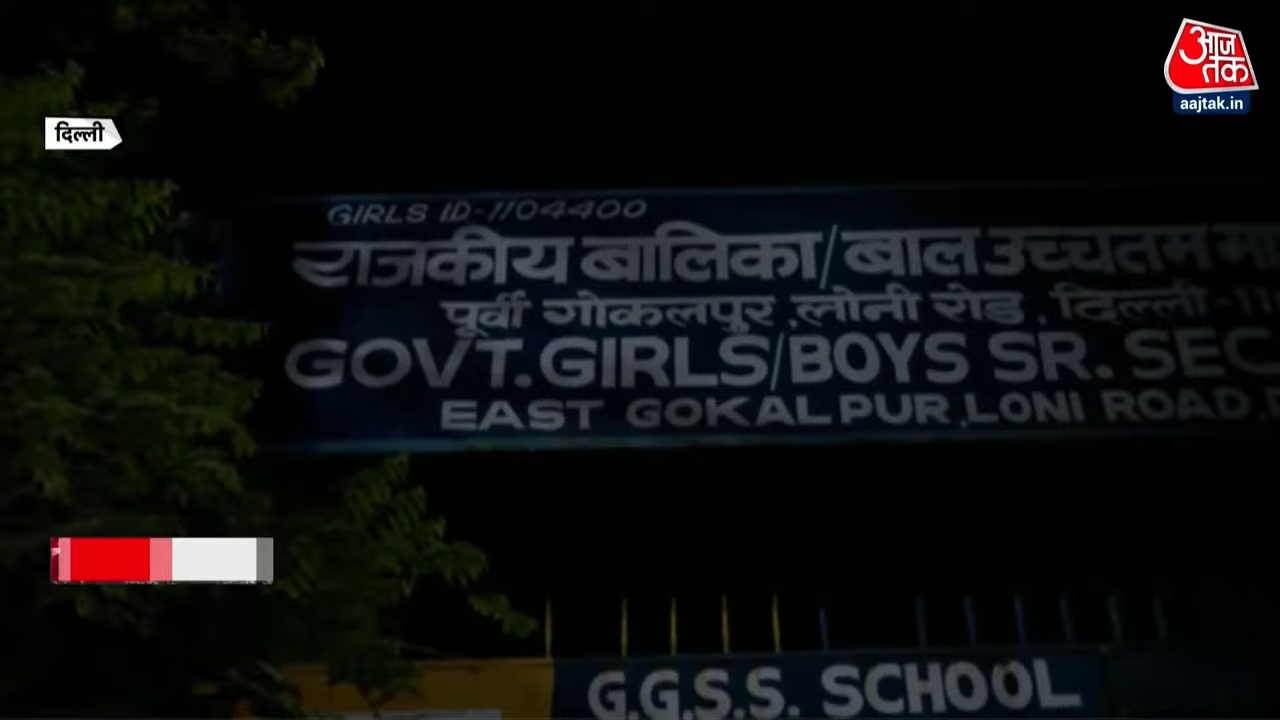 आज तक
aajtak.in
दिल्ली
GIRLS ID-1104400
राजकीय बालिका/बाल उच्चतम
पूर्वी गोकलपुर, लोनी रोड, दिल्ली
GOVT. GIRLS/BOYS SR. SEC
EAST GOKALPUR, LONI ROAD,
G.G.S.S. SCHOOL